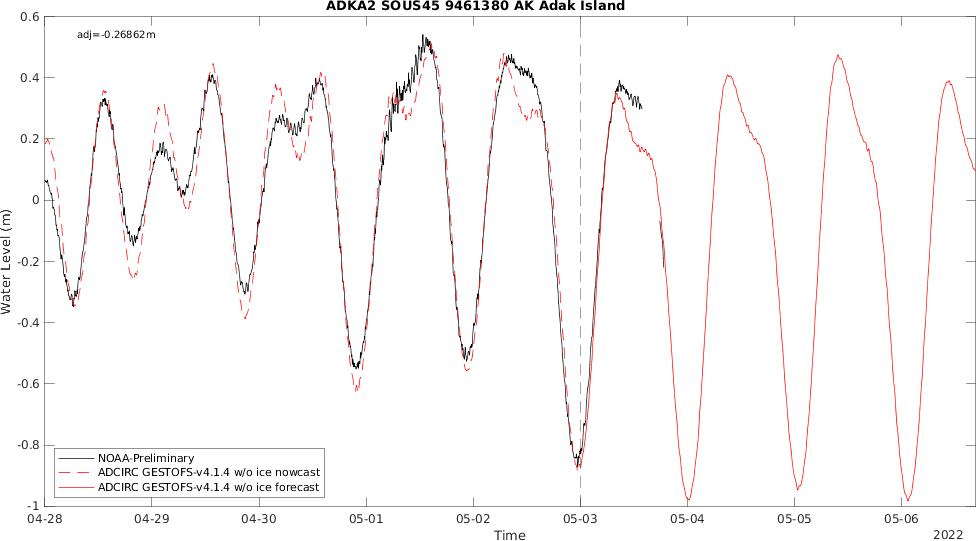 ADKA2 SOUS45 9461380 AK Adak Island
adj=-0.26862m
0.6
0.4
0.2
0
-0.2
-0.4
-0.6
-0.8
-1
Water Level (m)
NOAA-Preliminary
ADCIRC GESTOFS-v4.1.4 w/o ice nowcast
ADCIRC GESTOFS-v4.1.4 w/o ice forecast
04-28 04-29 04-30 05-01 05-02 05-03 05-04 05-05 05-06
Time
2022